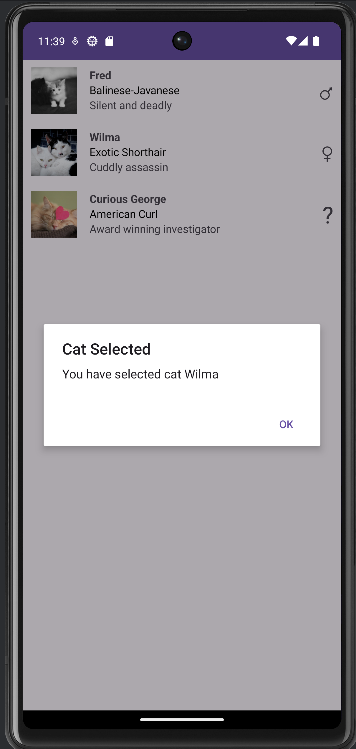 11:39
Fred
Balinese-Javanese
Silent and deadly
Wilma
Exotic Shorthair
Cuddly assassin
Curious George
American Curl
Award winning investigator
?
Cat Selected
You have selected cat Wilma
OK